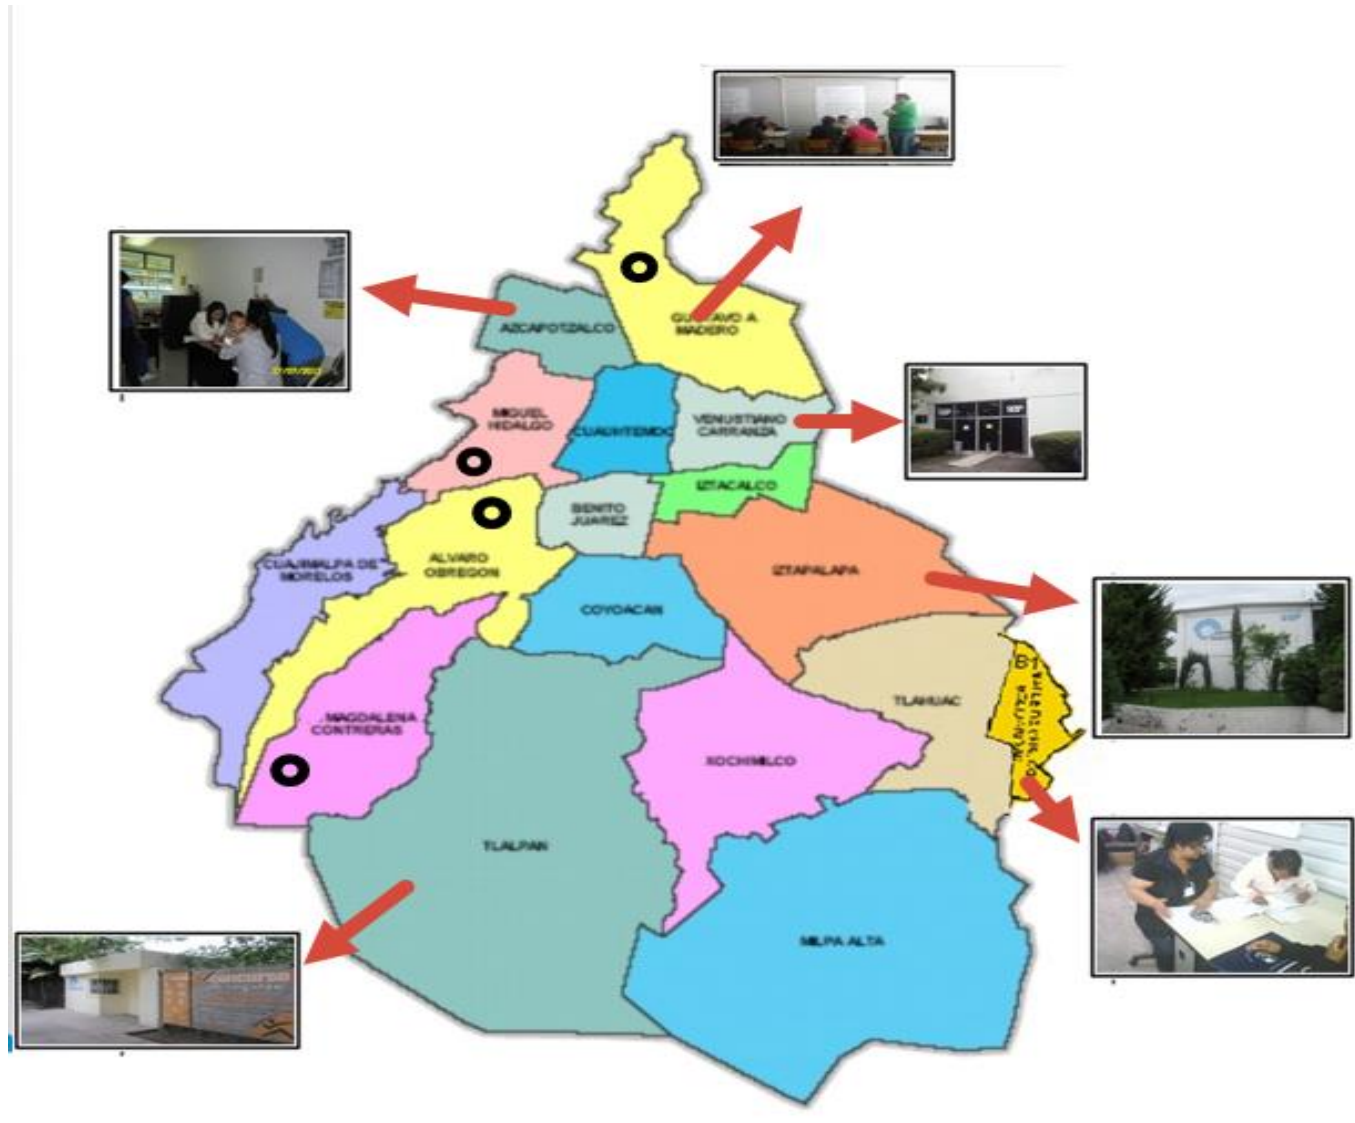 GUSTAVO A
MADERO
AZCAPOTZALCO
MIGUEL
HIDALGO
CUAUHTEMOC
VENUSTIANO
CARRANZA
IZTACALCO
BENITO
JUAREZ
ALVARO
OBREGON
CUAJIMALPA DE
MORELOS
IZTAPALAPA
COYOACAN
TLAHUAC
. MAGDALENA
CONTRERAS
XOCHIMILCO
TLALPAN
MILPA ALTA
concurso